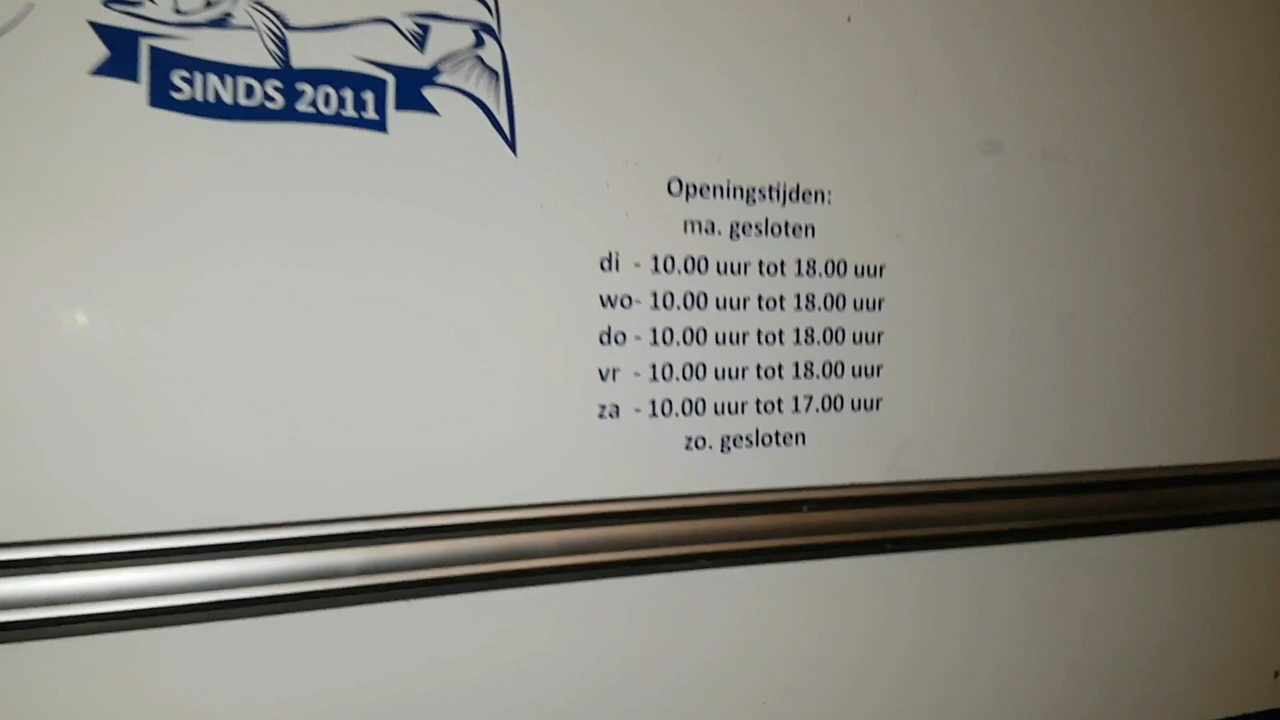 SINDS 2011
Openingstijden:
ma. gesloten
di - 10.00 uur tot 18.00 uur
wo- 10.00 uur tot 18.00 uur
do - 10.00 uur tot 18.00 uur
vr - 10.00 uur tot 18.00 uur
za - 10.00 uur tot 17.00 uur
zo. gesloten